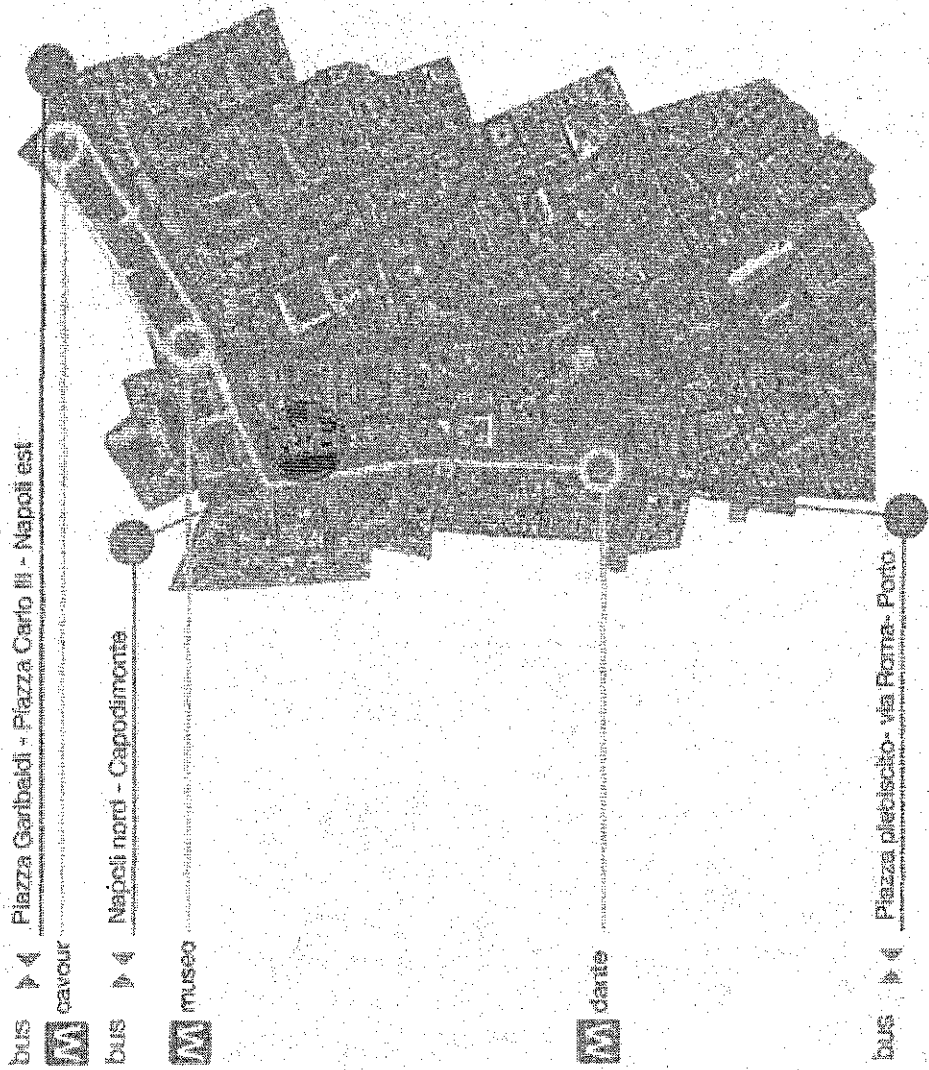 bus Piazza Garibaldi - Piazza Carlo III - Napoli est
M cavour
bus Napoli nord - Capodimonte
M museo
M dante
bus Piazza plebiscito- via Roma- Porto